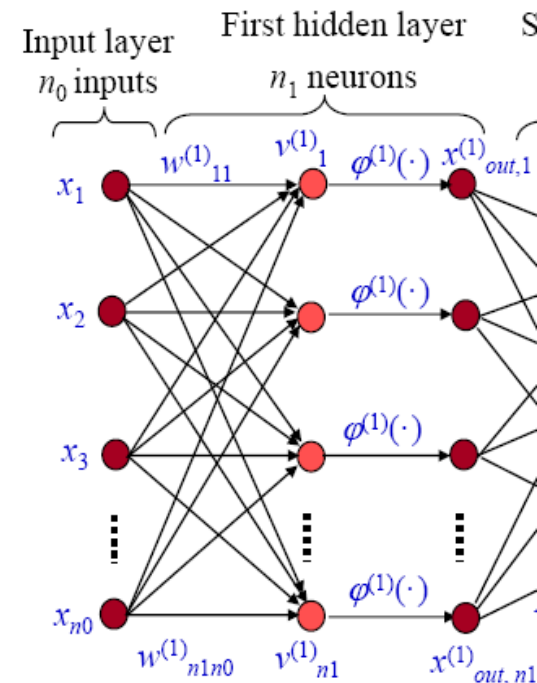 Input layer
n₀ inputs
First hidden layer
n₁ neurons
S
x₁
w⁽¹⁾₁₁
v⁽¹⁾₁
φ⁽¹⁾(·)
x⁽¹⁾out,1
x₂
φ⁽¹⁾(·)
x₃
φ⁽¹⁾(·)
xn0
w⁽¹⁾n1n0
v⁽¹⁾n1
φ⁽¹⁾(·)
x⁽¹⁾out, n1